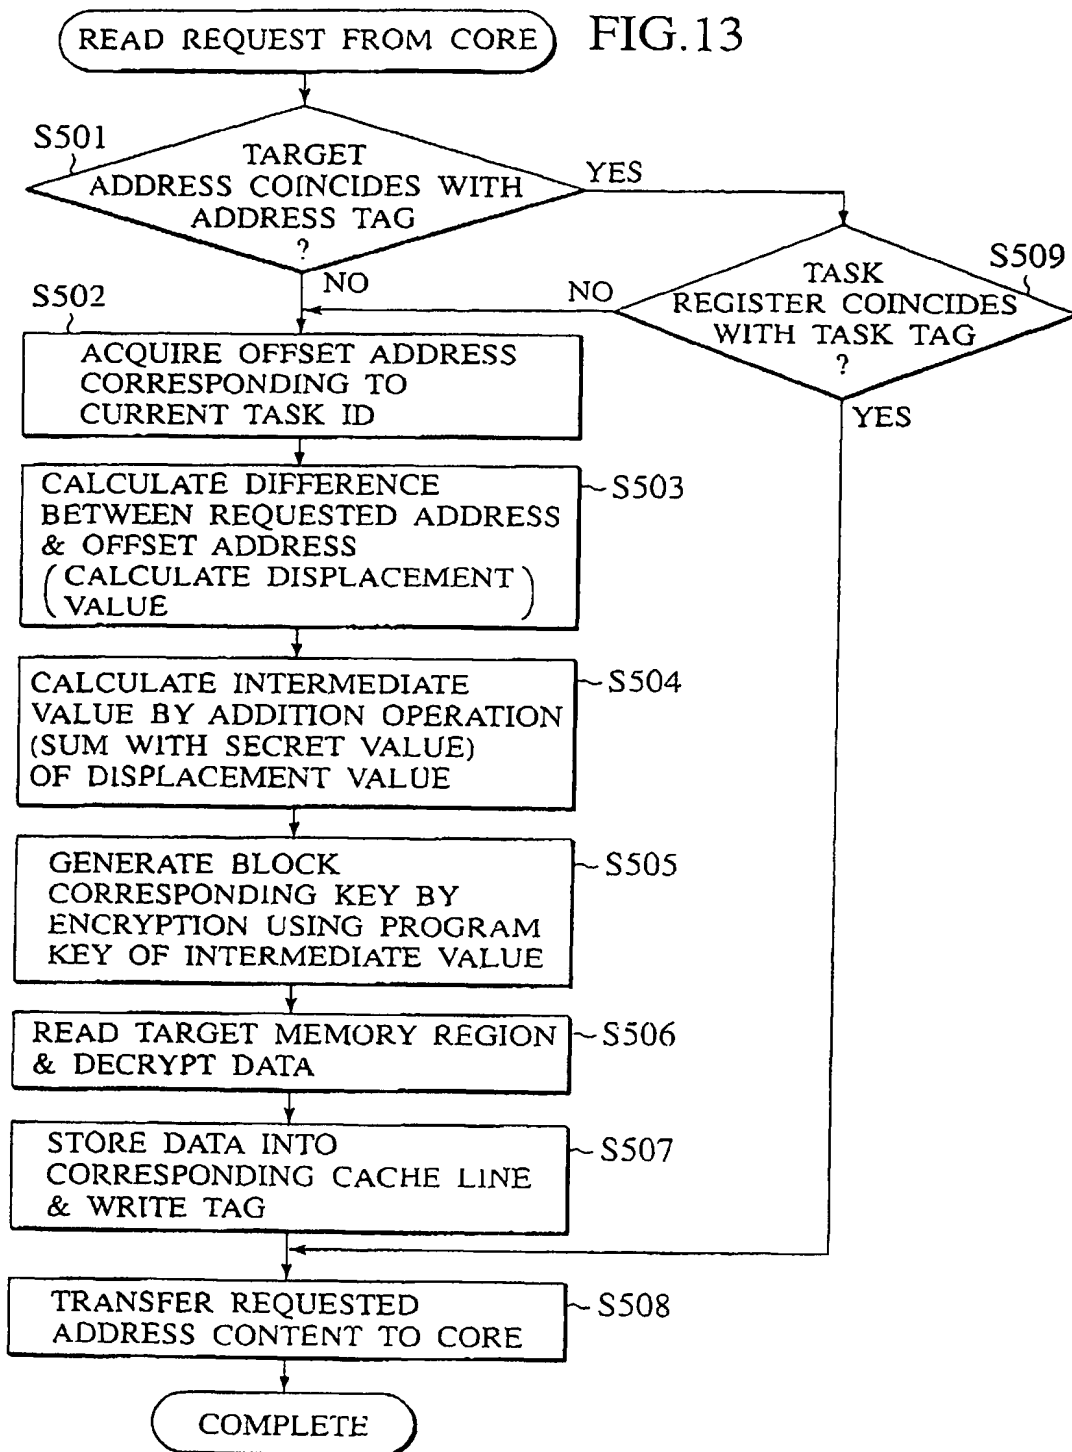 FIG.13
READ REQUEST FROM CORE
S501
TARGET
ADDRESS COINCIDES WITH
ADDRESS TAG
?
YES
NO
S509
TASK
REGISTER COINCIDES
WITH TASK TAG
?
NO
YES
S502
ACQUIRE OFFSET ADDRESS
CORRESPONDING TO
CURRENT TASK ID
CALCULATE DIFFERENCE
BETWEEN REQUESTED ADDRESS
& OFFSET ADDRESS
(CALCULATE DISPLACEMENT
VALUE)
S503
CALCULATE INTERMEDIATE
VALUE BY ADDITION OPERATION
(SUM WITH SECRET VALUE)
OF DISPLACEMENT VALUE
S504
GENERATE BLOCK
CORRESPONDING KEY BY
ENCRYPTION USING PROGRAM
KEY OF INTERMEDIATE VALUE
S505
READ TARGET MEMORY REGION
& DECRYPT DATA
S506
STORE DATA INTO
CORRESPONDING CACHE LINE
& WRITE TAG
S507
TRANSFER REQUESTED
ADDRESS CONTENT TO CORE
S508
COMPLETE